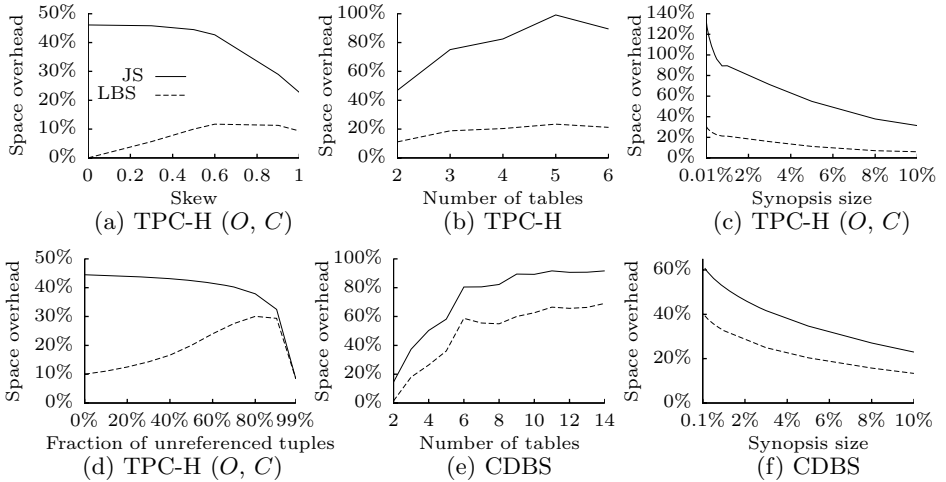 50%
40%
30%
20%
10%
0%
Space overhead
JS
LBS
0 0.2 0.4 0.6 0.8 1
Skew
(a) TPC-H (O, C)
100%
80%
60%
40%
20%
0%
Space overhead
2 3 4 5 6
Number of tables
(b) TPC-H
140%
120%
100%
80%
60%
40%
20%
0%
Space overhead
0.01% 2% 4% 6% 8% 10%
Synopsis size
(c) TPC-H (O, C)
50%
40%
30%
20%
10%
0%
Space overhead
0% 20% 40% 60% 80% 99%
Fraction of unreferenced tuples
(d) TPC-H (O, C)
100%
80%
60%
40%
20%
0%
Space overhead
2 4 6 8 10 12 14
Number of tables
(e) CDBS
60%
40%
20%
0%
Space overhead
0.1% 2% 4% 6% 8% 10%
Synopsis size
(f) CDBS